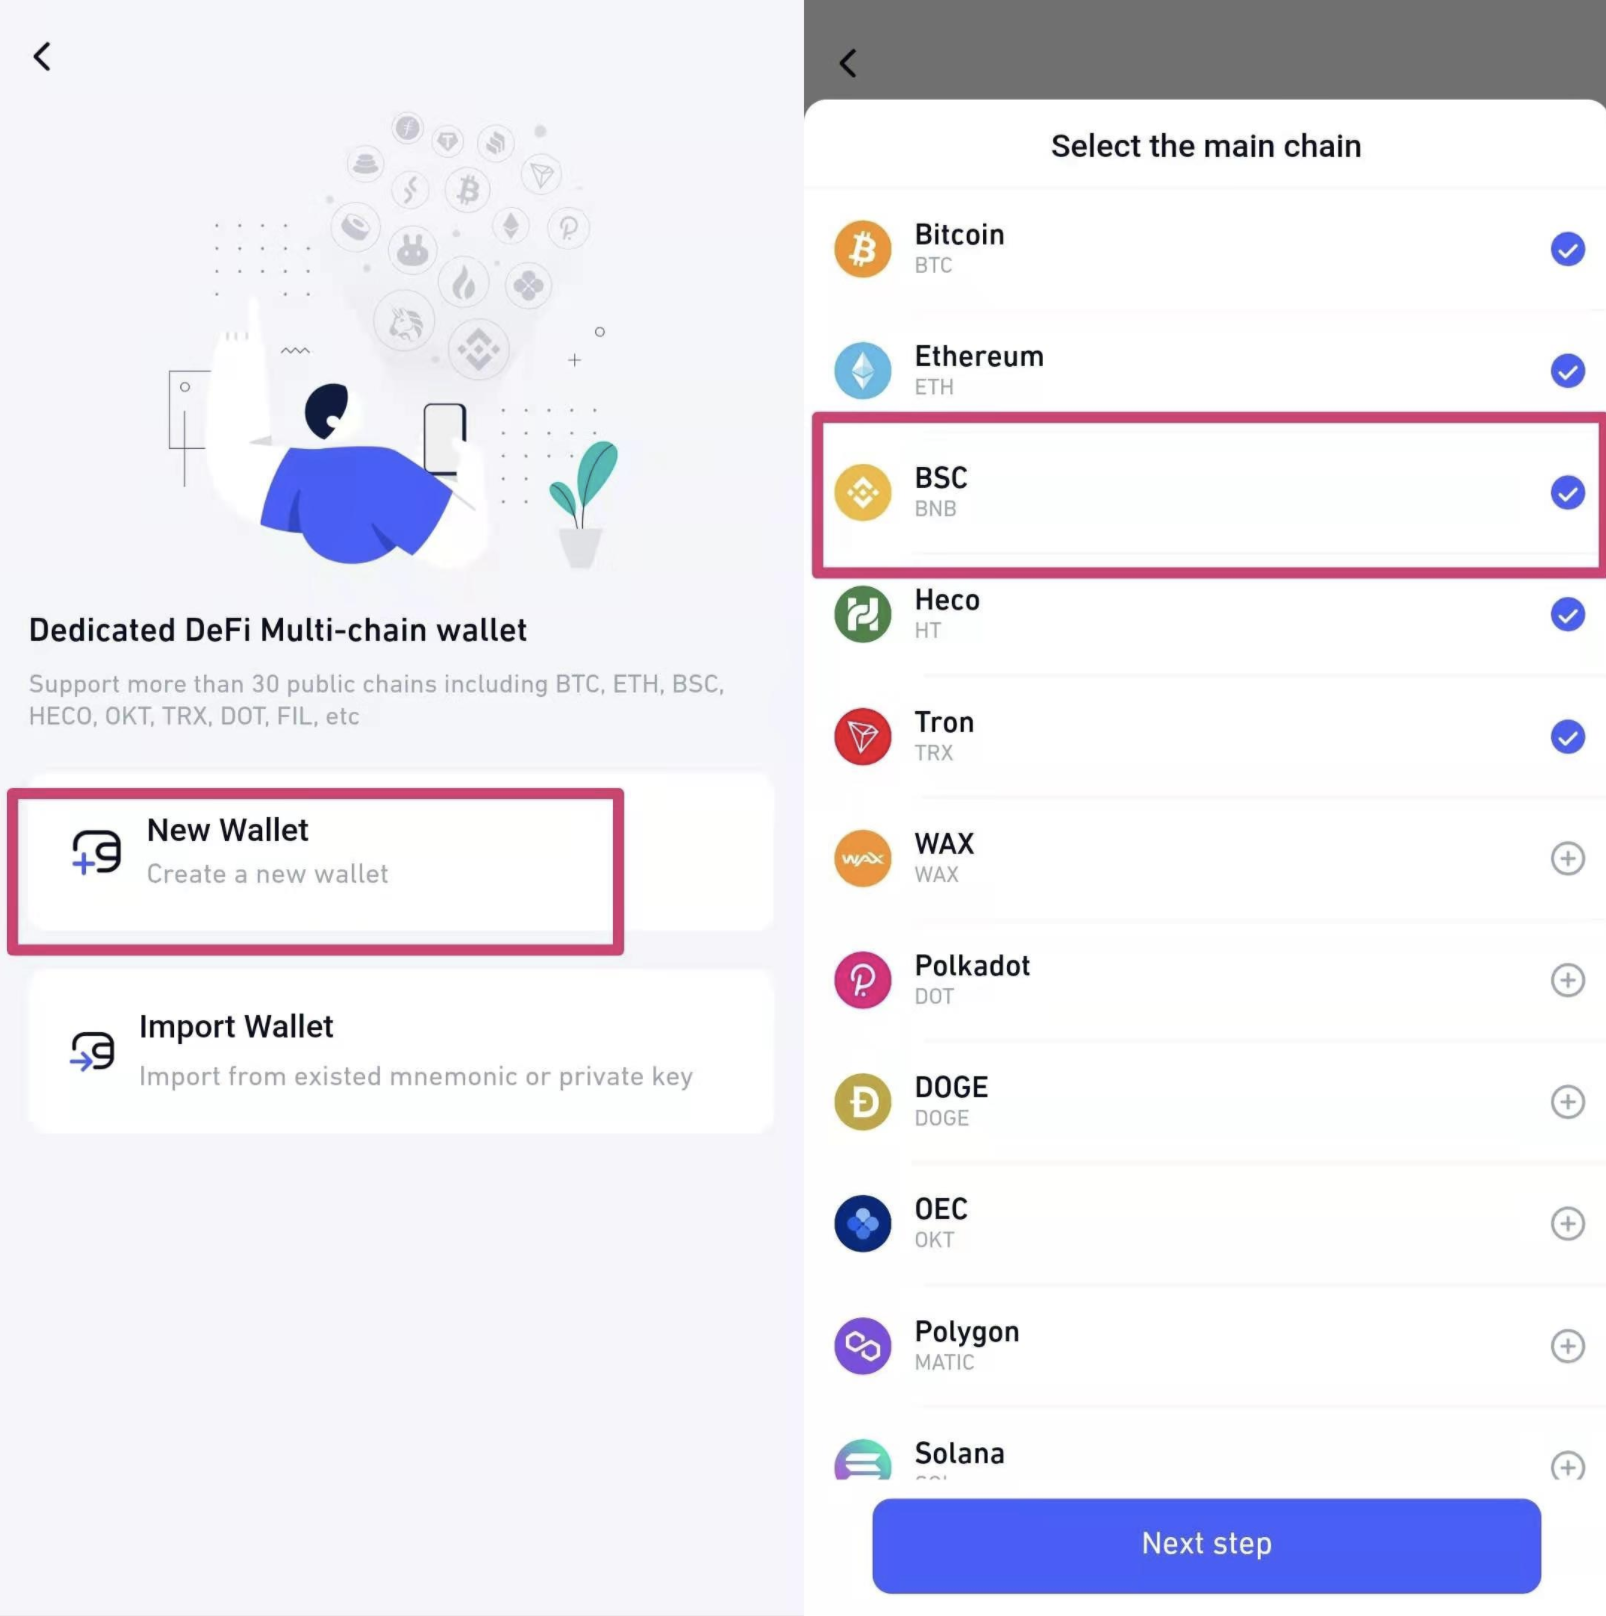 Dedicated DeFi Multi-chain wallet
Support more than 30 public chains including BTC, ETH, BSC,
HECO, OKT, TRX, DOT, FIL, etc
New Wallet
Create a new wallet
Import Wallet
Import from existed mnemonic or private key
Select the main chain
Bitcoin
BTC
Ethereum
ETH
BSC
BNB
Heco
HT
Tron
TRX
WAX
WAX
WAX
Polkadot
DOT
DOGE
DOGE
OEC
OKT
Polygon
MATIC
Solana
Next step